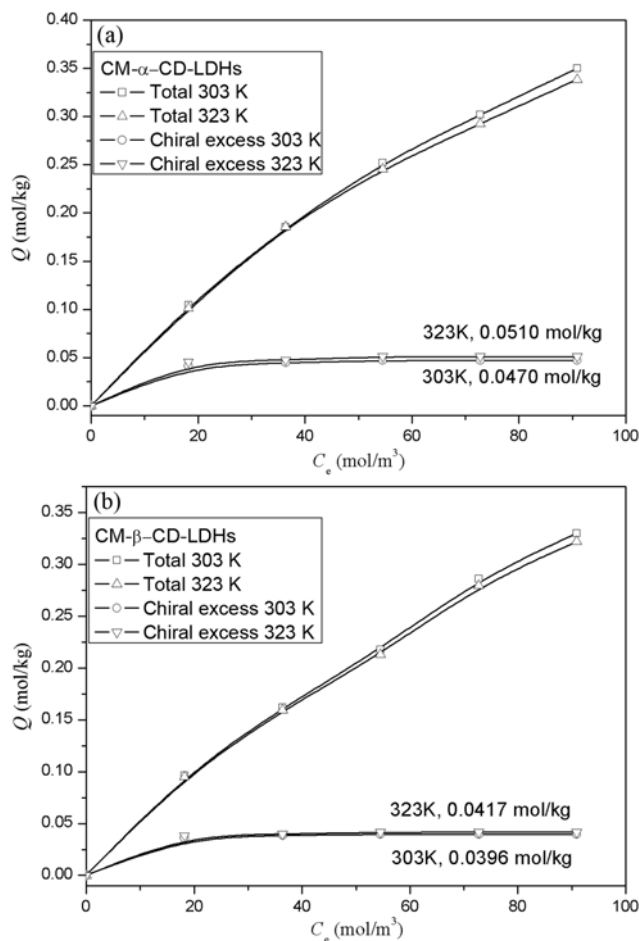 (a)
CM-α-CD-LDHs
Total 303 K
Total 323 K
Chiral excess 303 K
Chiral excess 323 K
0.40
0.35
0.30
0.25
0.20
0.15
0.10
0.05
0.00
Q (mol/kg)
323K, 0.0510 mol/kg
303K, 0.0470 mol/kg
0 20 40 60 80 100
Cₑ (mol/m³)
(b)
CM-β-CD-LDHs
Total 303 K
Total 323 K
Chiral excess 303 K
Chiral excess 323 K
0.35
0.30
0.25
0.20
0.15
0.10
0.05
0.00
Q (mol/kg)
323K, 0.0417 mol/kg
303K, 0.0396 mol/kg
0 20 40 60 80 100
Cₑ (mol/m³)